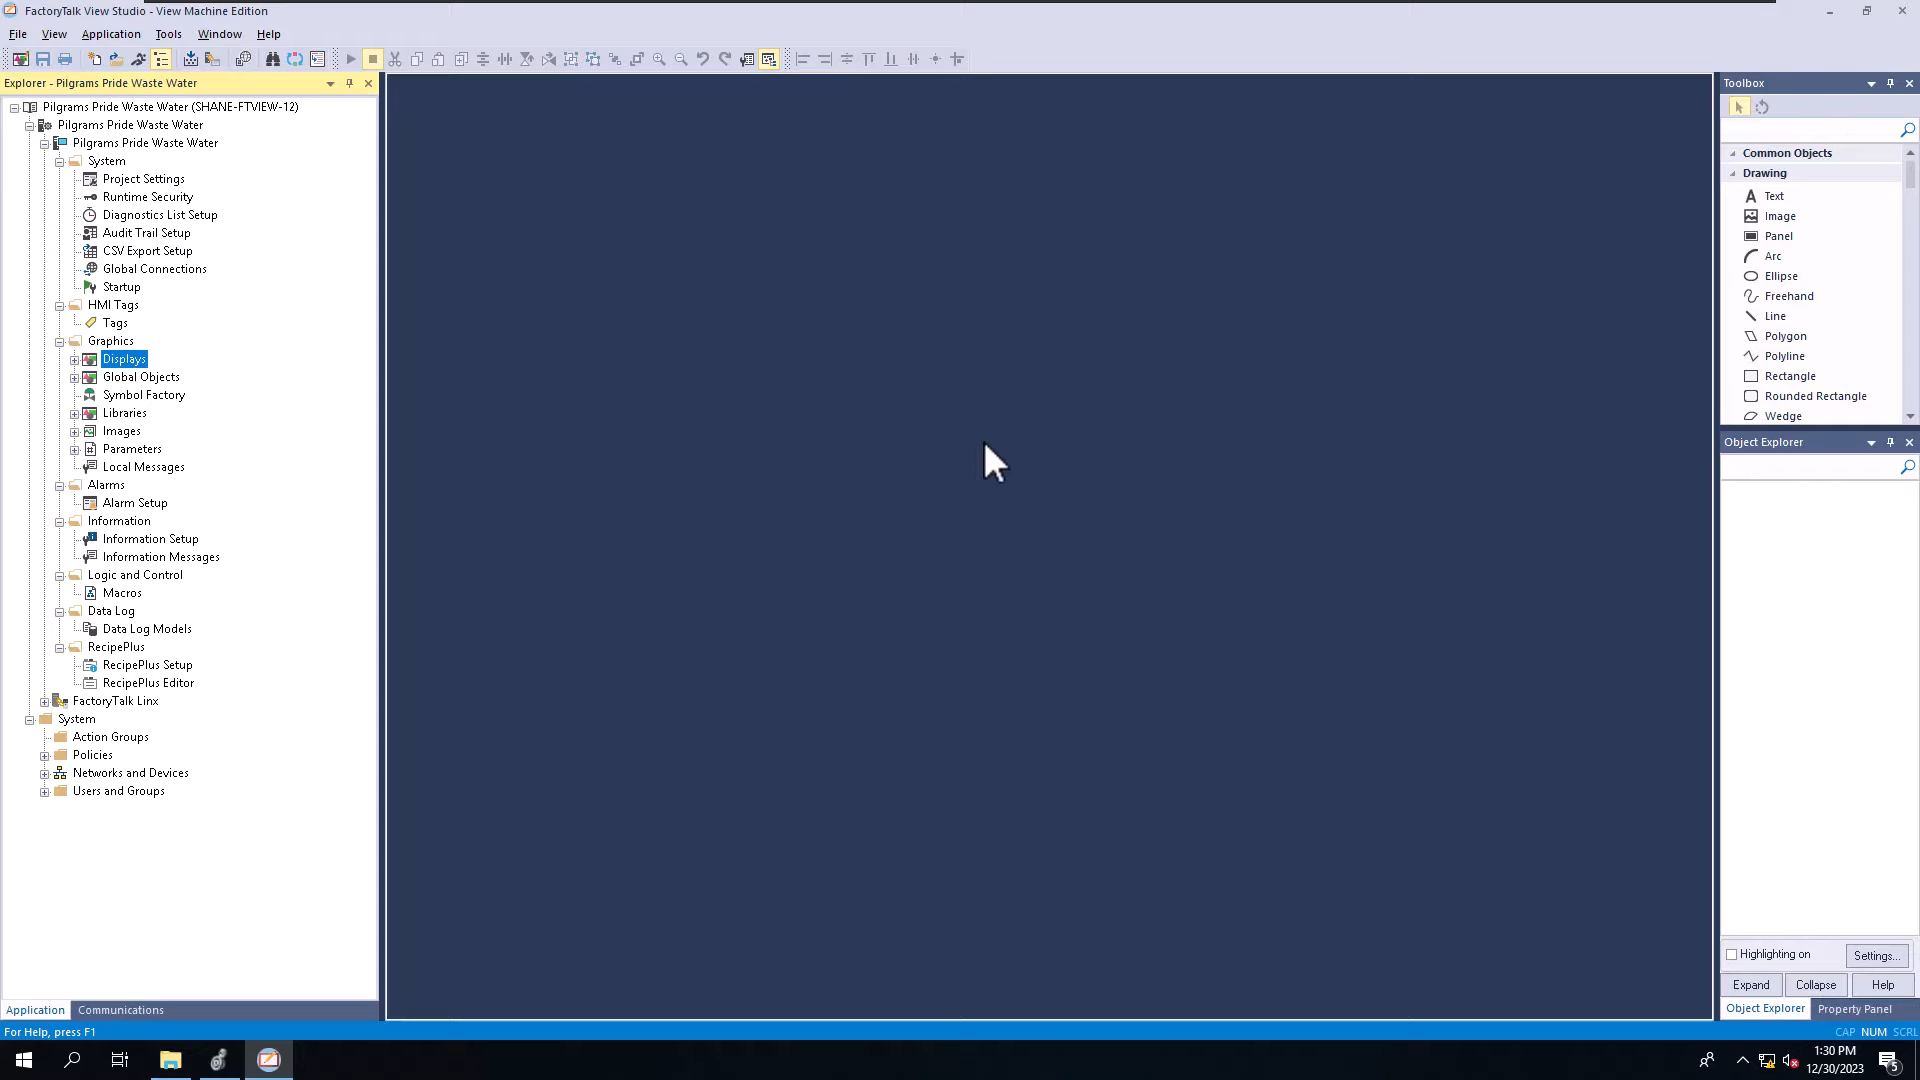 FactoryTalk View Studio - View Machine Edition
File View Application Tools Window Help
Explorer - Pilgrams Pride Waste Water
Pilgrams Pride Waste Water (SHANE-FTVIEW-12)
Pilgrams Pride Waste Water
Pilgrams Pride Waste Water
System
Project Settings
Runtime Security
Diagnostics List Setup
Audit Trail Setup
CSV Export Setup
Global Connections
Startup
HMI Tags
Tags
Graphics
Displays
Global Objects
Symbol Factory
Libraries
Images
Parameters
Local Messages
Alarms
Alarm Setup
Information
Information Setup
Information Messages
Logic and Control
Macros
Data Log
Data Log Models
RecipePlus
RecipePlus Setup
RecipePlus Editor
FactoryTalk Linx
System
Action Groups
Policies
Networks and Devices
Users and Groups
Application Communications
Toolbox
Common Objects
Drawing
Text
Image
Panel
Arc
Ellipse
Freehand
Line
Polygon
Polyline
Rectangle
Rounded Rectangle
Wedge
Object Explorer
Highlighting on Settings...
Expand Collapse Help
Object Explorer Property Panel
For Help, press F1
CAP NUM SCRL
1:30 PM
12/30/2023
5